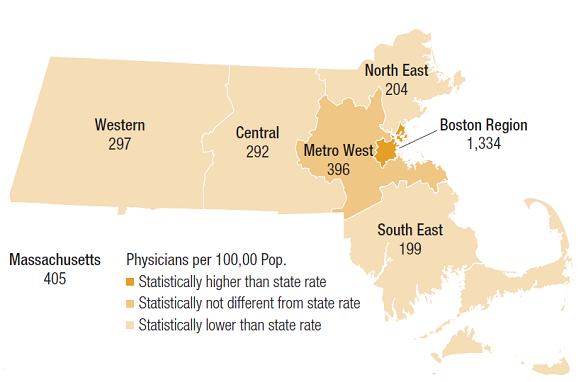 North East
204
Western
297
Central
292
Metro West
396
Boston Region
1,334
South East
199
Massachusetts
405
Physicians per 100,00 Pop.
Statistically higher than state rate
Statistically not different from state rate
Statistically lower than state rate